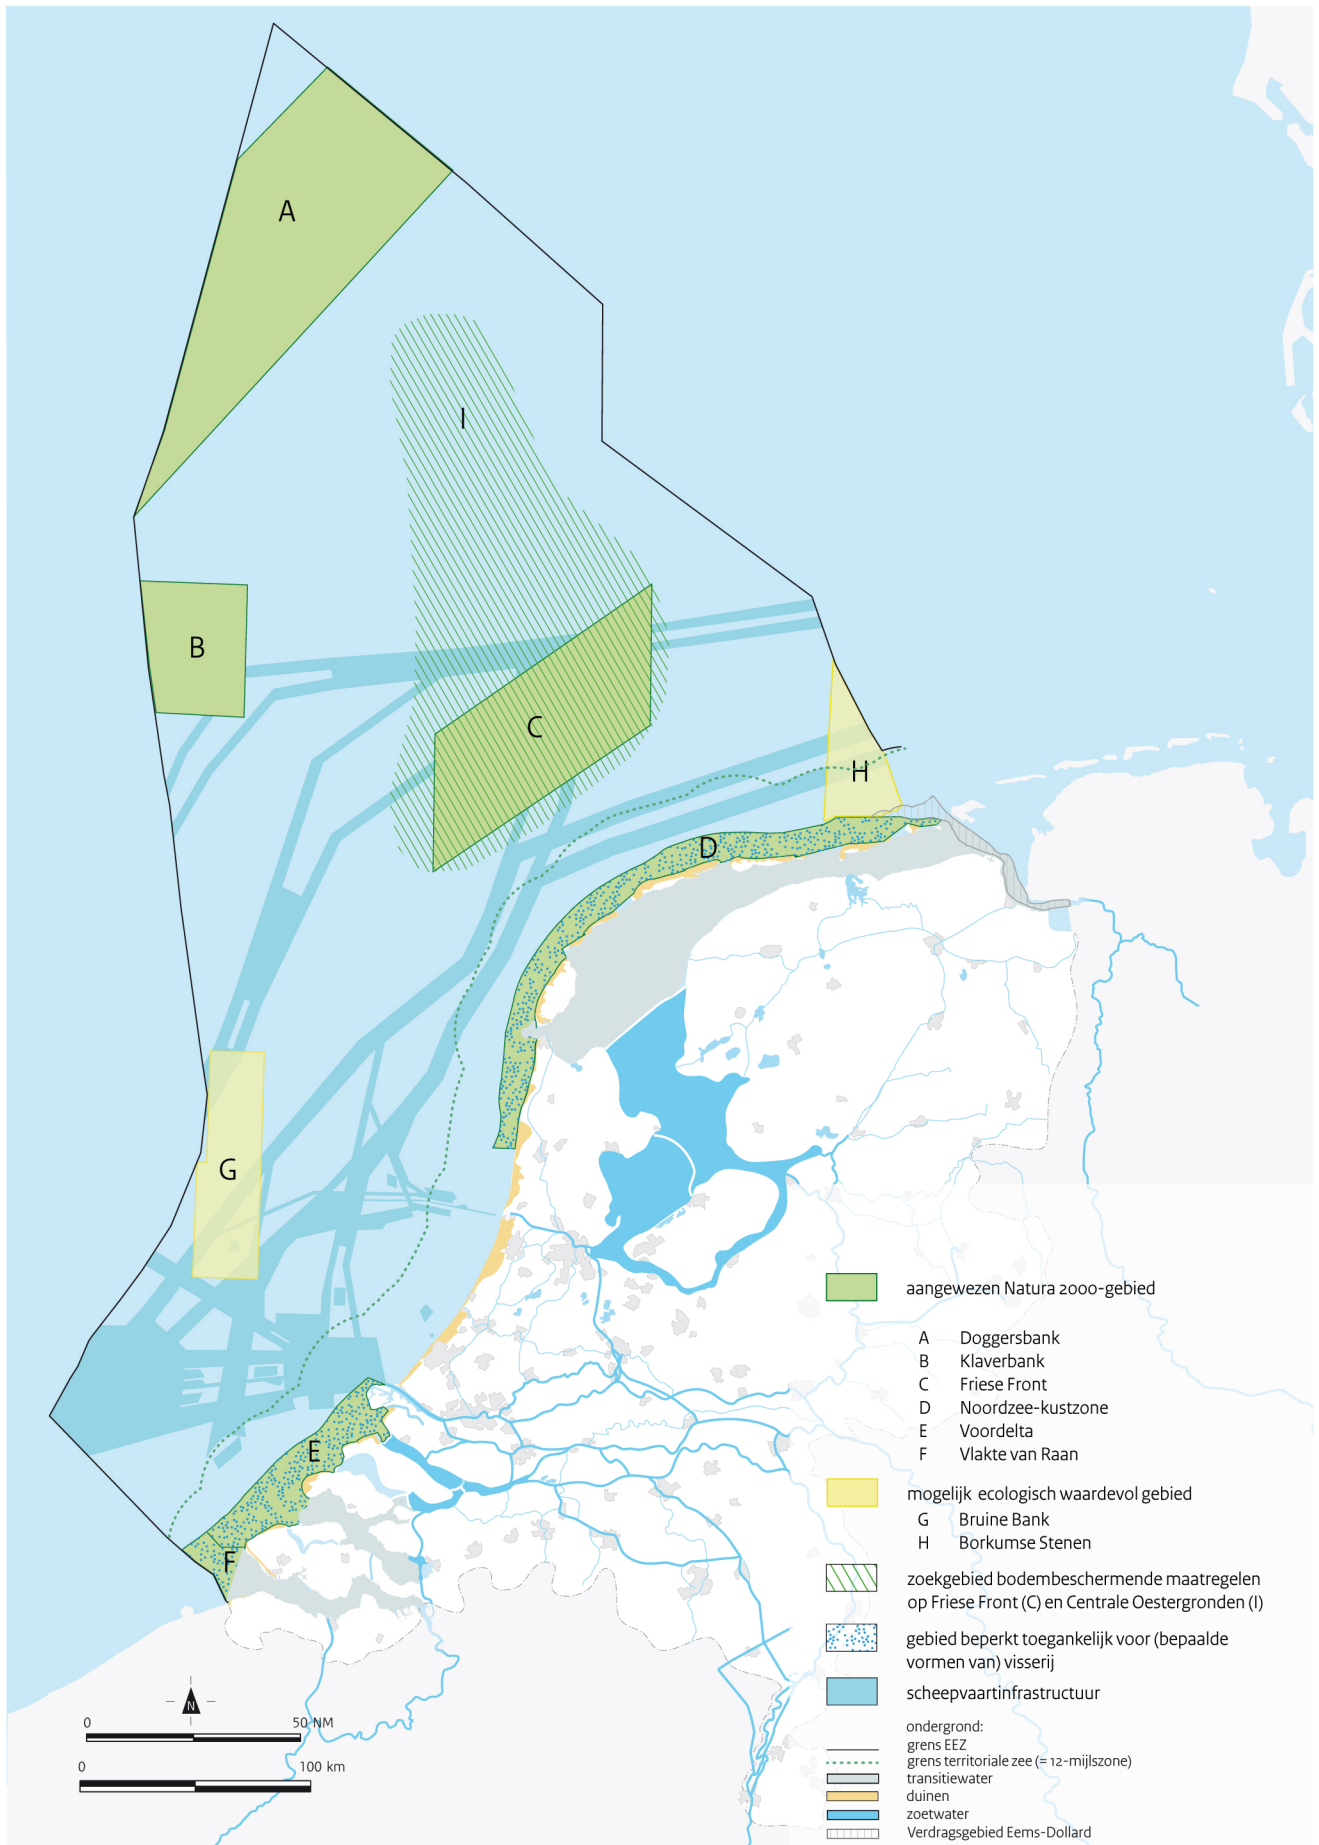 A
I
B
C
H
D
G
E
F
N
0 50 NM
0 100 km
aangewezen Natura 2000-gebied
A Doggersbank
B Klaverbank
C Friese Front
D Noordzee-kustzone
E Voordelta
F Vlakte van Raan
mogelijk ecologisch waardevol gebied
G Bruine Bank
H Borkumse Stenen
zoekgebied bodembeschermende maatregelen
op Friese Front (C) en Centrale Oestergronden (I)
gebied beperkt toegankelijk voor (bepaalde
vormen van) visserij
scheepvaartinfrastructuur
ondergrond:
grens EEZ
grens territoriale zee (= 12-mijlszone)
transitiewater
duinen
zoetwater
Verdragsgebied Eems-Dollard